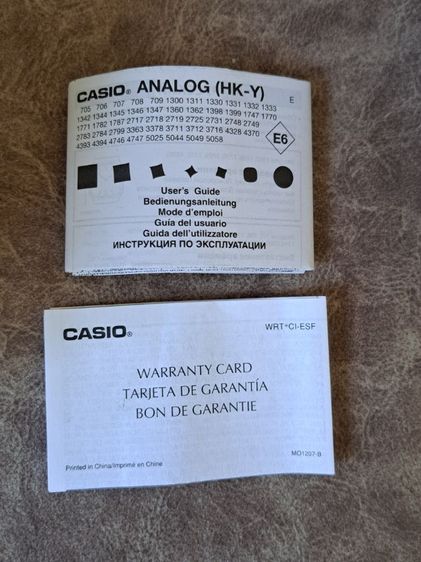 CASIO® ANALOG (HK-Y)
705 706 707 708 709 1300 1311 1330 1331 1332 1333
1342 1344 1345 1346 1347 1360 1362 1398 1399 1747 1770
1771 1782 1787 2717 2718 2719 2725 2731 2748 2749
2783 2784 2799 3363 3378 3711 3712 3716 4328 4370
4393 4394 4746 4747 5025 5044 5049 5058
E
E6
User's Guide
Bedienungsanleitung
Mode d'emploi
Guía del usuario
Guida dell'utilizzatore
ИНСТРУКЦИЯ ПО ЭКСПЛУАТАЦИИ
CASIO®
WRT*CI-ESF
WARRANTY CARD
TARJETA DE GARANTÍA
BON DE GARANTIE
Printed in China/Imprimé en Chine
MO1207-B